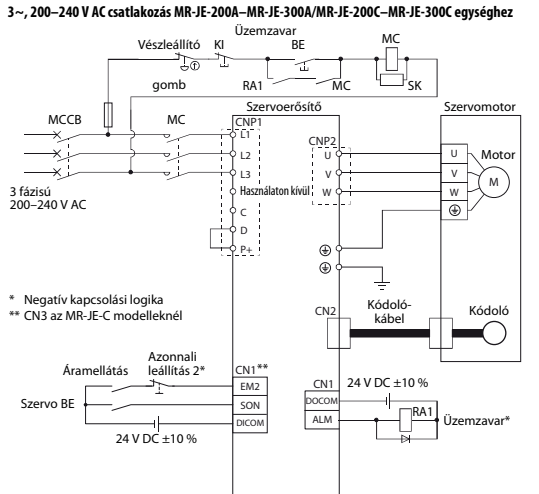 3~, 200–240 V AC csatlakozás MR-JE-200A–MR-JE-300A/MR-JE-200C–MR-JE-300C egységhez
Üzemzavar
Vészleállító KI BE MC
gomb RA1 MC SK
Szervoerősítő Szervomotor
MCCB MC CNP1
L1
CNP2
L2 U U Motor
L3 V V M
Használaton kívül W W
3 fázisú
200–240 V AC
C
D
P+
* Negatív kapcsolási logika
** CN3 az MR-JE-C modelleknél
CN2 Kódoló-
kábel
Kódoló
Azonnali
Áramellátás leállítás 2* CN1** CN1 24 V DC ±10 %
EM2 DOCOM
Szervo BE SON ALM RA1 Üzemzavar*
DICOM
24 V DC ±10 %